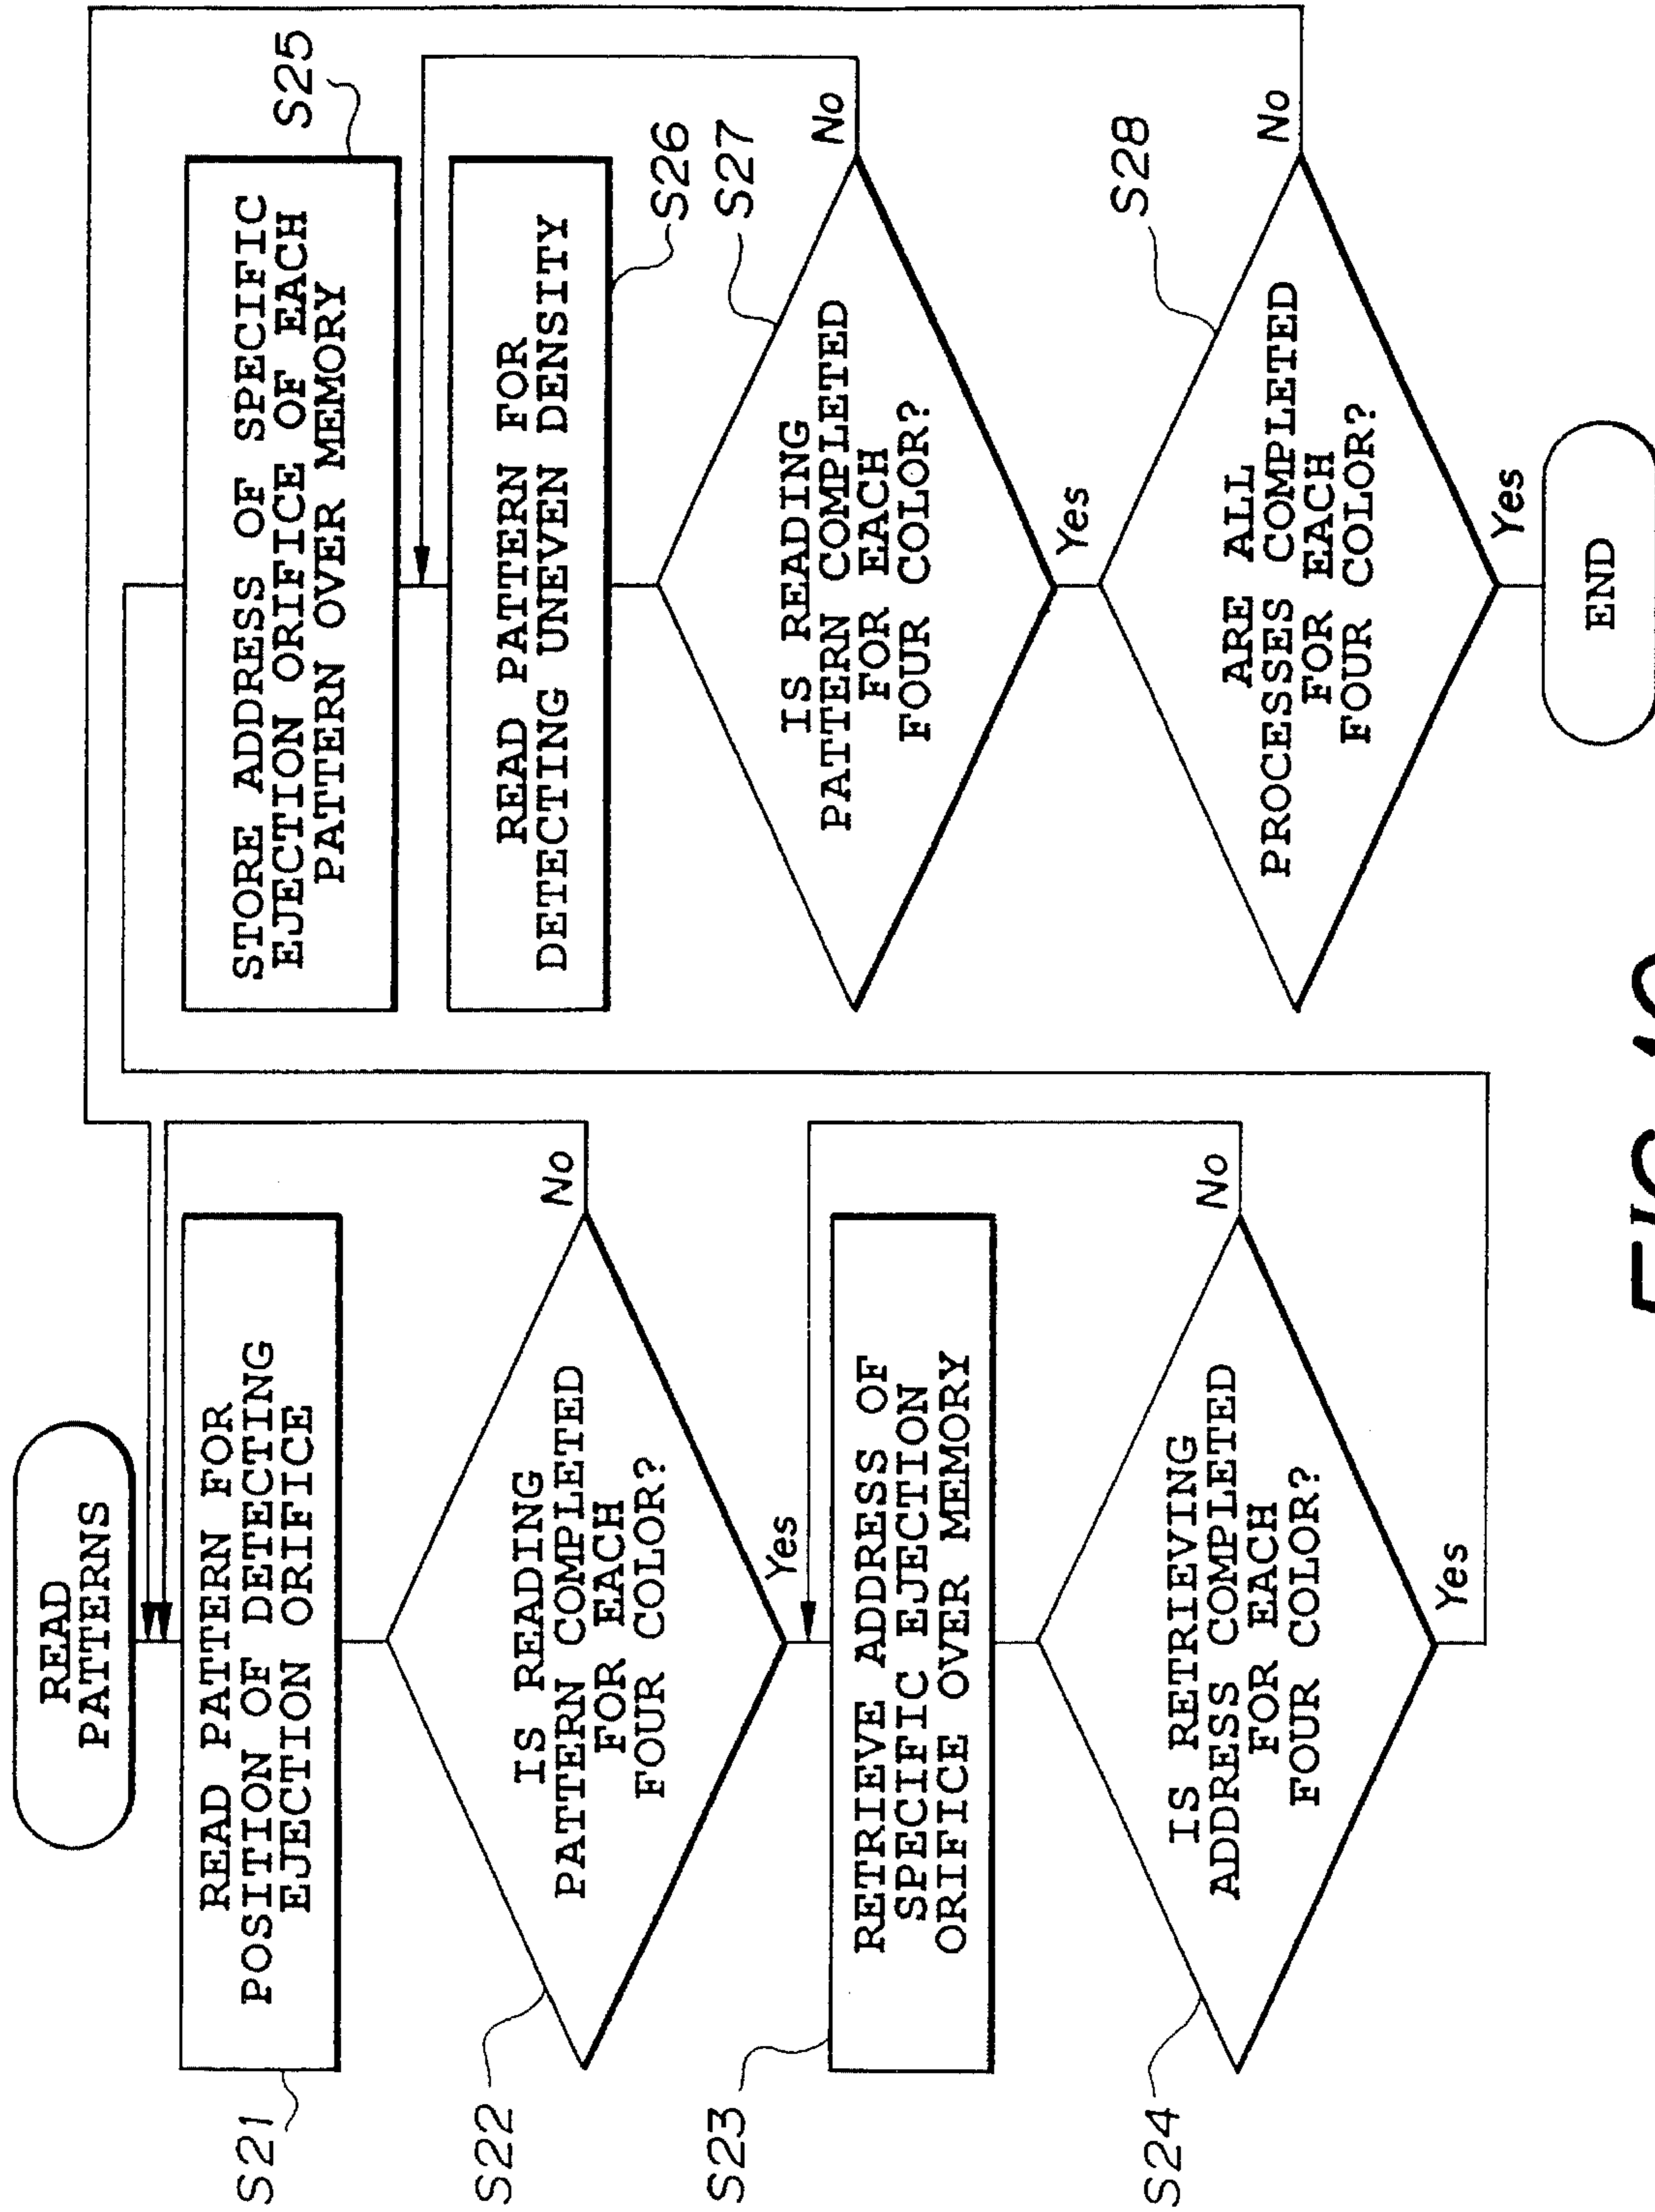 READ
PATTERNS
S21
READ PATTERN FOR
POSITION OF DETECTING
EJECTION ORIFICE
S22
IS READING
PATTERN COMPLETED
FOR EACH
FOUR COLOR?
No
Yes
S23
RETRIEVE ADDRESS OF
SPECIFIC EJECTION
ORIFICE OVER MEMORY
S24
IS RETRIEVING
ADDRESS COMPLETED
FOR EACH
FOUR COLOR?
No
Yes
S25
STORE ADDRESS OF SPECIFIC
EJECTION ORIFICE OF EACH
PATTERN OVER MEMORY
READ PATTERN FOR
DETECTING UNEVEN DENSITY
S26
S27
IS READING
PATTERN COMPLETED
FOR EACH
FOUR COLOR?
No
Yes
S28
ARE ALL
PROCESSES COMPLETED
FOR EACH
FOUR COLOR?
No
Yes
END